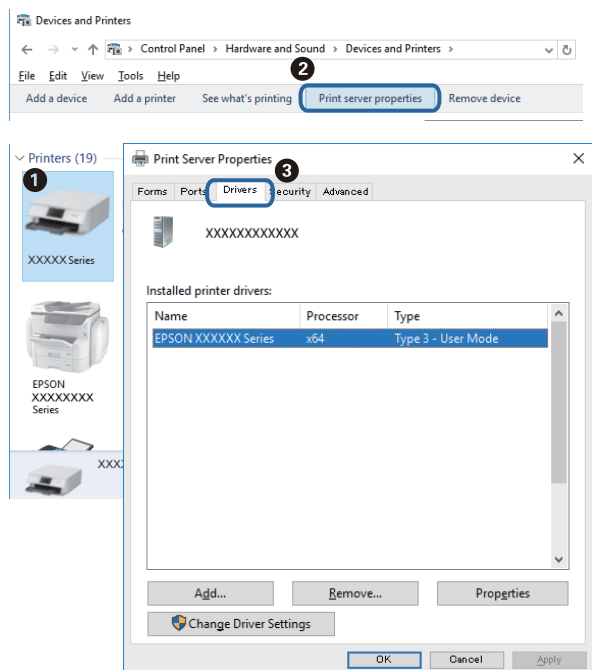 Devices and Printers
Control Panel > Hardware and Sound > Devices and Printers >
2
File Edit View Tools Help
Add a device Add a printer See what's printing Print server properties Remove device
Printers (19)
1
XXXXX Series
EPSON
XXXXXXXX
Series
XXX
Print Server Properties
3
Forms Ports Drivers ecurity Advanced
XXXXXXXXXXXX
Installed printer drivers:
Name Processor Type
EPSON XXXXXX Series x64 Type 3 - User Mode
Add... Remove... Properties
Change Driver Settings
OK Cancel Apply